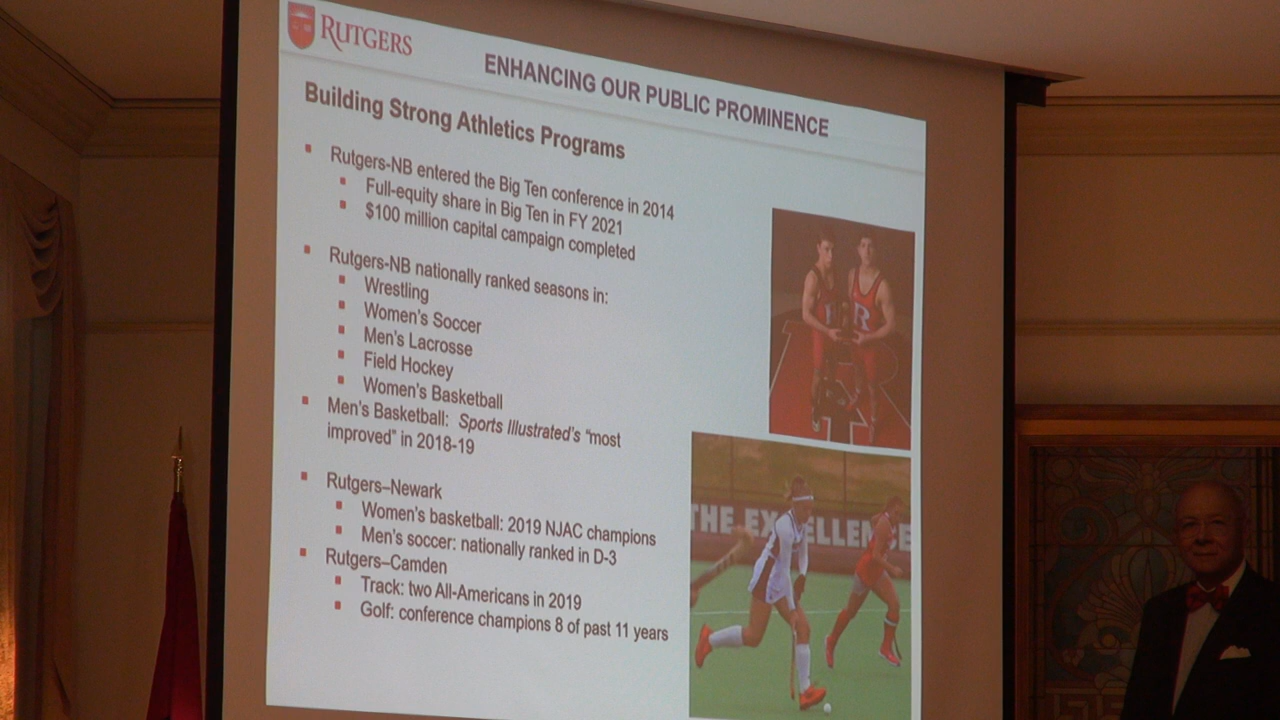 RUTGERS
ENHANCING OUR PUBLIC PROMINENCE
Building Strong Athletics Programs
Rutgers-NB entered the Big Ten conference in 2014
Full-equity share in Big Ten in FY 2021
$100 million capital campaign completed
Rutgers-NB nationally ranked seasons in:
Wrestling
Women's Soccer
Men's Lacrosse
Field Hockey
Women's Basketball
Men's Basketball: Sports Illustrated's “most
improved” in 2018-19
Rutgers–Newark
Women's basketball: 2019 NJAC champions
Men's soccer: nationally ranked in D-3
Rutgers–Camden
Track: two All-Americans in 2019
Golf: conference champions 8 of past 11 years
R
THE